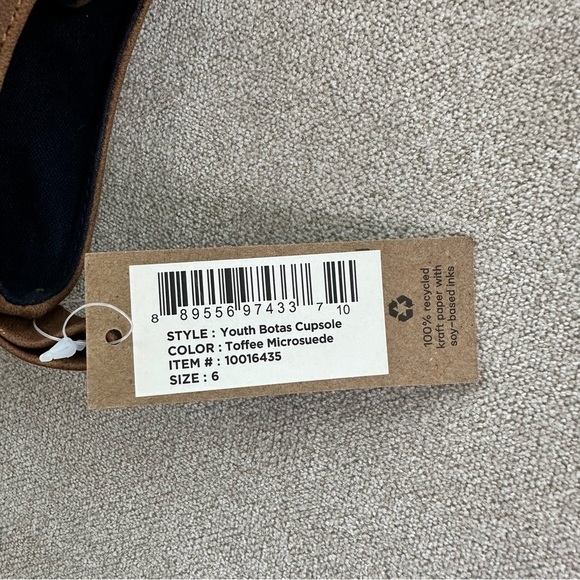 8 89556 97433 7 10
STYLE : Youth Botas Cupsole
COLOR : Toffee Microsuede
ITEM # : 10016435
SIZE : 6
100% recycled
kraft paper with
soy-based inks